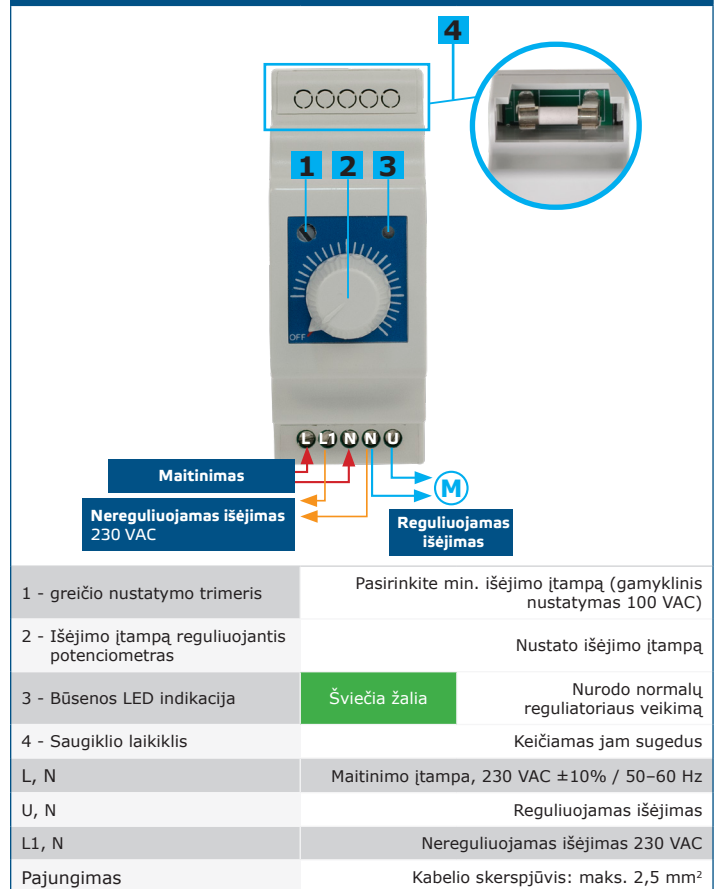 4
1 2 3
OFF
L L1 N N U
Maitinimas
M
Nereguliuojamas išėjimas
230 VAC
Reguliuojamas
išėjimas
1 - greičio nustatymo trimeris
Pasirinkite min. išėjimo įtampą (gamyklinis
nustatymas 100 VAC)
2 - Išėjimo įtampą reguliuojantis
potenciometras
Nustato išėjimo įtampą
3 - Būsenos LED indikacija
Šviečia žalia
Nurodo normalų
reguliatoriaus veikimą
4 - Saugiklio laikiklis
Keičiamas jam sugedus
L, N
Maitinimo įtampa, 230 VAC ±10% / 50–60 Hz
U, N
Reguliuojamas išėjimas
L1, N
Nereguliuojamas išėjimas 230 VAC
Pajungimas
Kabelio skerspjūvis: maks. 2,5 mm²